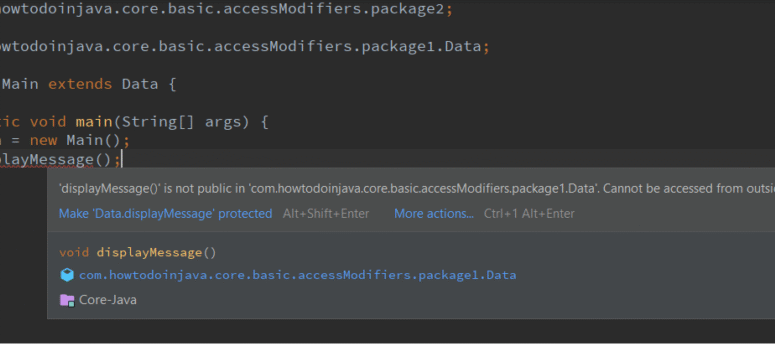 howtodoinjava.core.basic.accessModifiers.package2;
owtodoinjava.core.basic.accessModifiers.package1.Data;
Main extends Data {
tic void main(String[] args) {
= new Main();
playMessage();
'displayMessage()' is not public in 'com.howtodoinjava.core.basic.accessModifiers.package1.Data'. Cannot be accessed from outsi
Make 'Data.displayMessage' protected Alt+Shift+Enter More actions... Ctrl+1 Alt+Enter
void displayMessage()
com.howtodoinjava.core.basic.accessModifiers.package1.Data
Core-Java